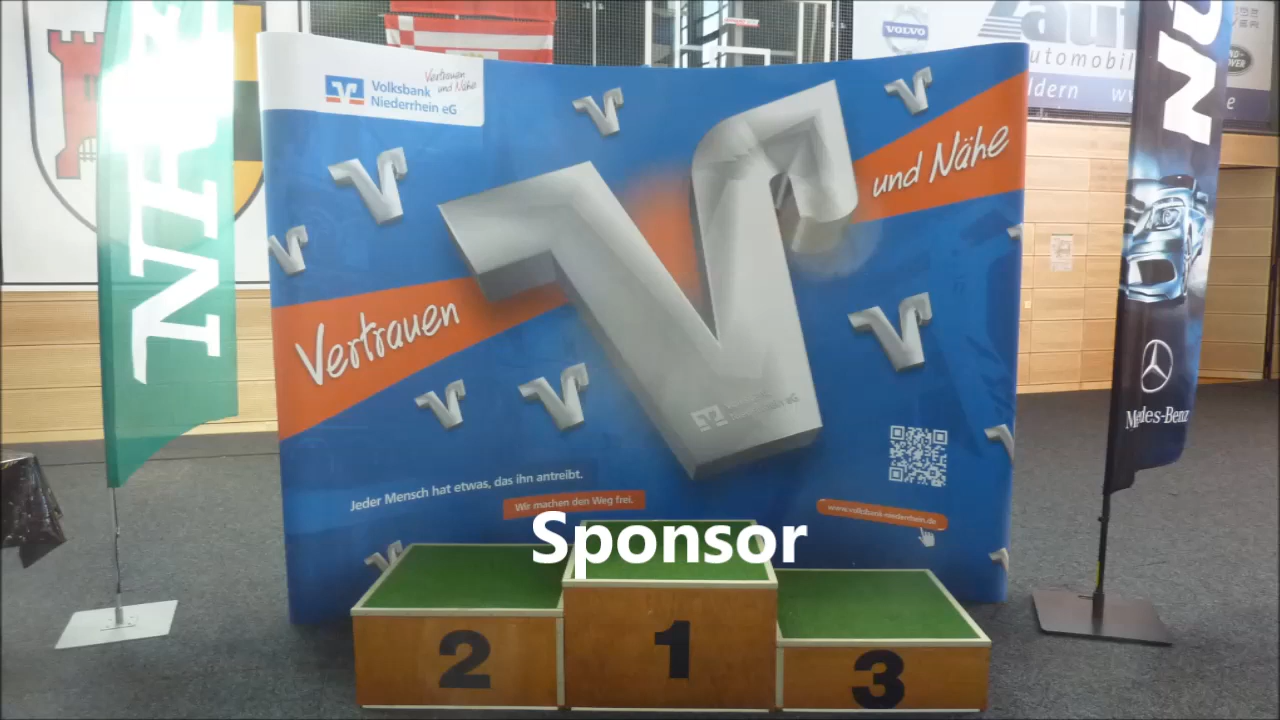 Volksbank
Niederrhein eG
Vertrauen
und Nähe
VOLVO
Automobil
ldern
Vertrauen
und Nähe
Jeder Mensch hat etwas, das ihn antreibt.
Wir machen den Weg frei.
www.volksbank-niederrhein.de
Mercedes-Benz
Sponsor
2
1
3